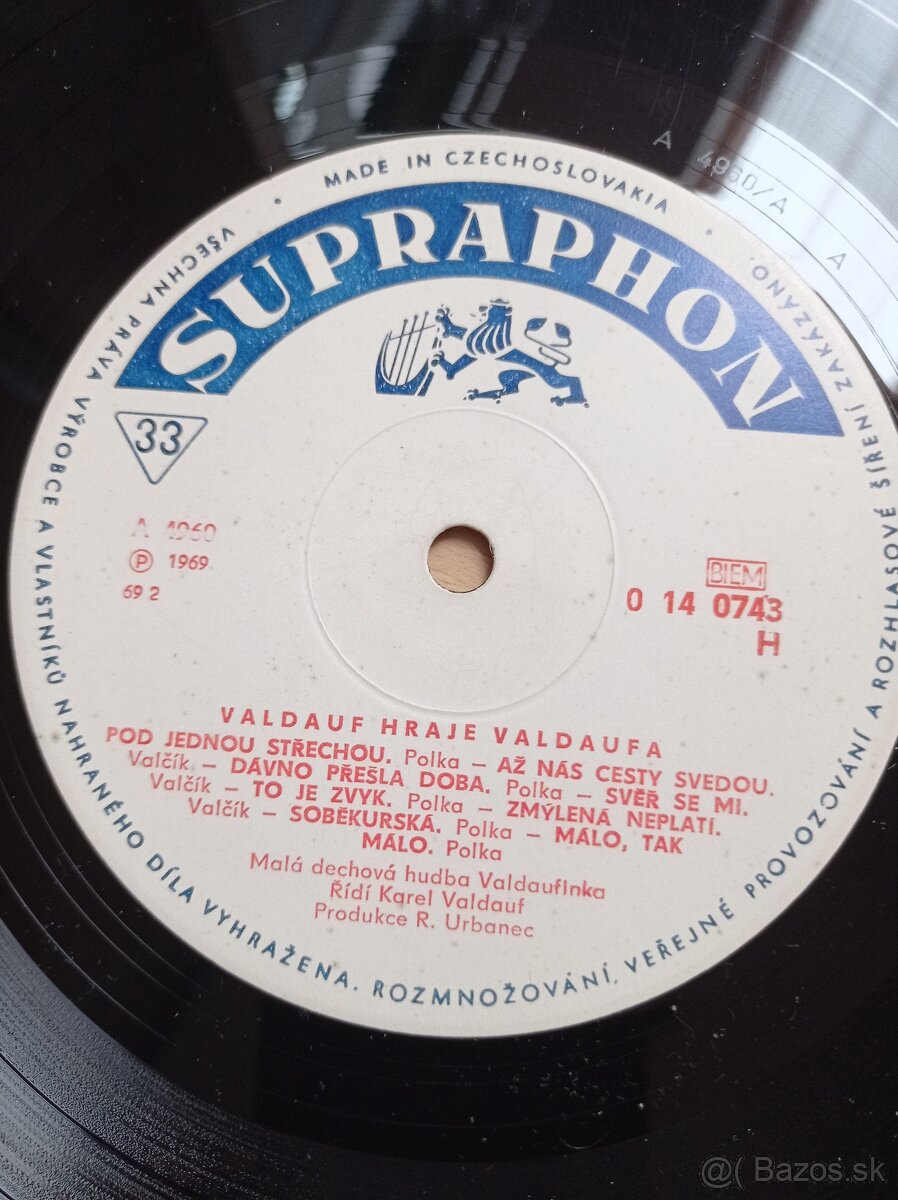 MADE IN CZECHOSLOVAKIA
SUPRAPHON
33
A 4960
Ⓟ 1969
69 2
BIEM
0 14 0743
H
VALDAUF HRAJE VALDAUFA
POD JEDNOU STŘECHOU. Polka – AŽ NÁS CESTY SVEDOU.
Valčík – DÁVNO PŘEŠLA DOBA. Polka – SVĚŘ SE MI.
Valčík – TO JE ZVYK. Polka – ZMÝLENÁ NEPLATÍ.
Valčík – SOBĚKURSKÁ. Polka – MÁLO, TAK
MÁLO. Polka
Malá dechová hudba Valdaufinka
Řídí Karel Valdauf
Produkce R. Urbanec
VŠECHNA PRÁVA VÝROBCE A VLASTNÍKŮ NAHRANÉHO DÍLA VYHRAŽENA. ROZMNOŽOVÁNÍ, VEŘEJNÉ PROVOZOVÁNÍ A ROZHLASOVÉ ŠÍŘENÍ ZAKÁZÁNO.
A 4960/A A
@( Bazos.sk